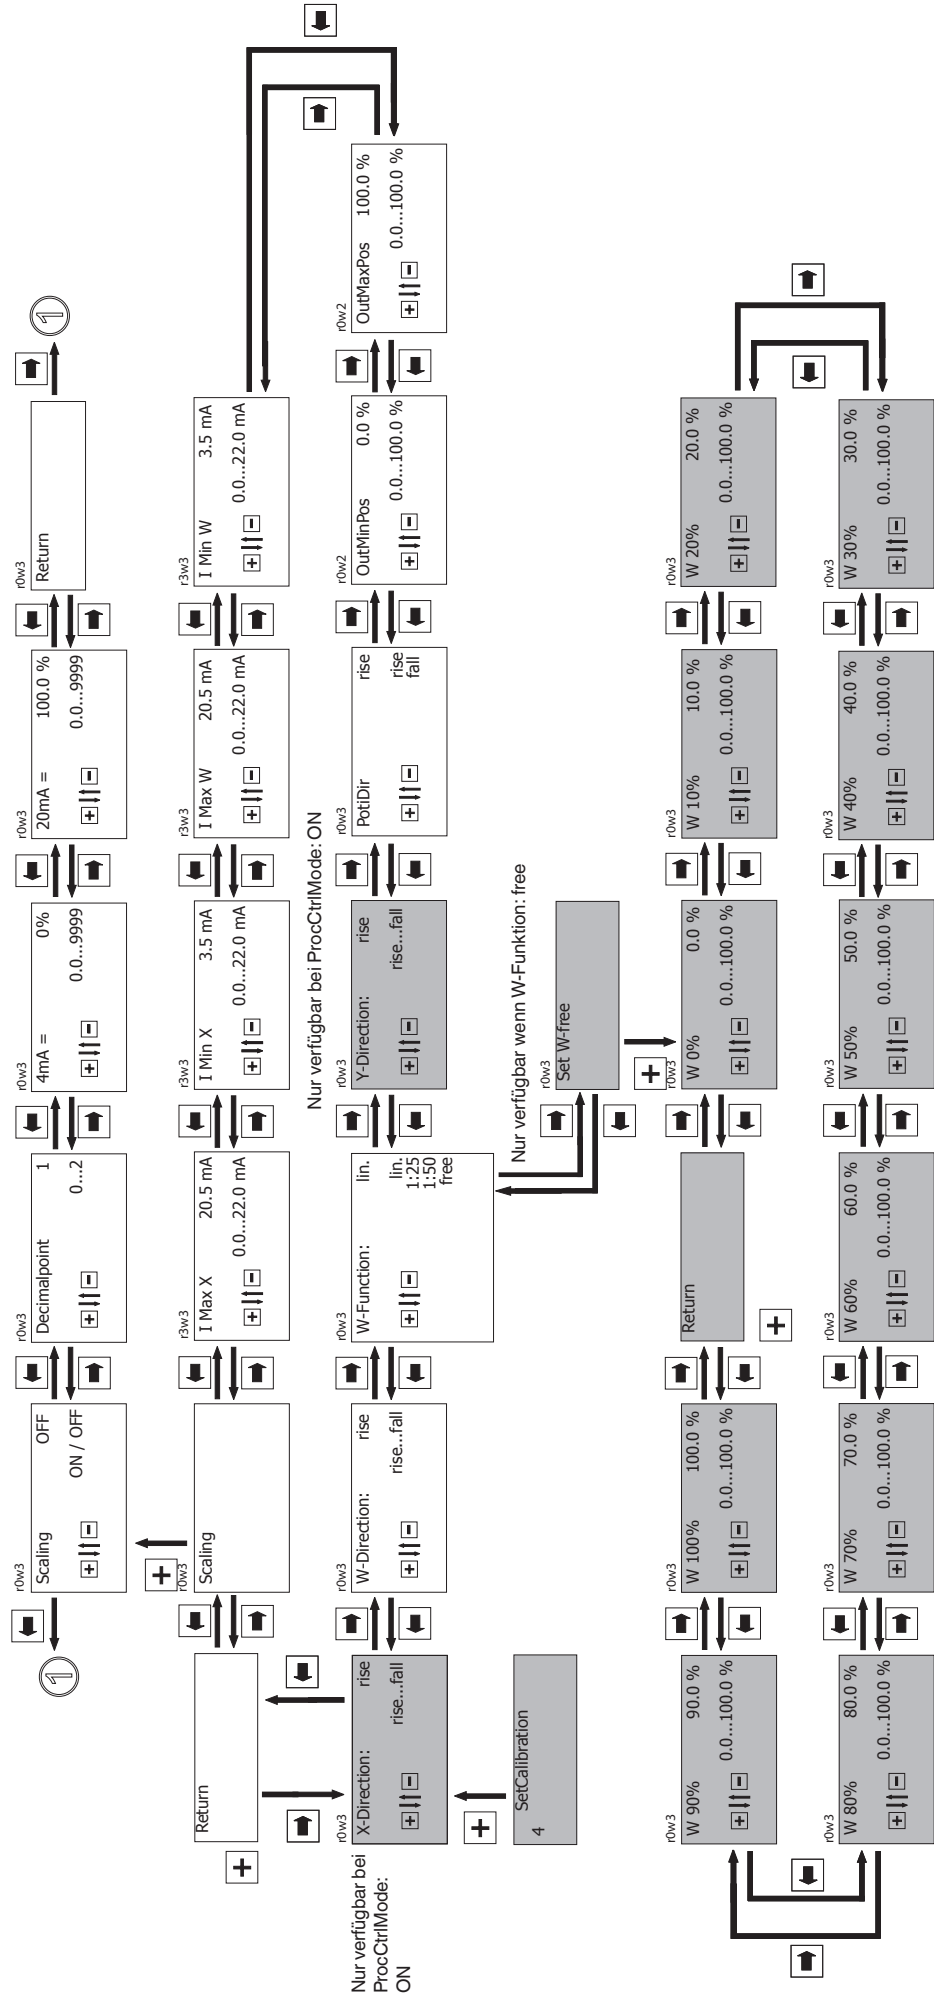 r0w3
Scaling OFF
ON / OFF
r0w3
Decimalpoint 1
0...2
r0w3
4mA = 0%
0.0...9999
r0w3
20mA = 100.0 %
0.0...9999
r0w3
Return
1
1
Return
r0w3
Scaling
r3w3
I Max X 20.5 mA
0.0...22.0 mA
r3w3
I Min X 3.5 mA
0.0...22.0 mA
r3w3
I Max W 20.5 mA
0.0...22.0 mA
r3w3
I Min W 3.5 mA
0.0...22.0 mA
Nur verfügbar bei
ProcCtrlMode:
ON
r0w3
X-Direction: rise
rise...fall
r0w3
W-Direction: rise
rise...fall
r0w3
W-Function: lin.
lin.
1:25
1:50
free
Nur verfügbar bei ProcCtrlMode: ON
r0w3
Y-Direction: rise
rise...fall
r0w3
PotiDir rise
rise
fall
r0w2
OutMinPos 0.0 %
0.0...100.0 %
r0w2
OutMaxPos 100.0 %
0.0...100.0 %
SetCalibration
4
Nur verfügbar wenn W-Funktion: free
r0w3
Set W-free
r0w3
W 90% 90.0 %
0.0...100.0 %
r0w3
W 100% 100.0 %
0.0...100.0 %
Return
r0w3
W 0% 0.0 %
0.0...100.0 %
r0w3
W 10% 10.0 %
0.0...100.0 %
r0w3
W 20% 20.0 %
0.0...100.0 %
r0w3
W 80% 80.0 %
0.0...100.0 %
r0w3
W 70% 70.0 %
0.0...100.0 %
r0w3
W 60% 60.0 %
0.0...100.0 %
r0w3
W 50% 50.0 %
0.0...100.0 %
r0w3
W 40% 40.0 %
0.0...100.0 %
r0w3
W 30% 30.0 %
0.0...100.0 %